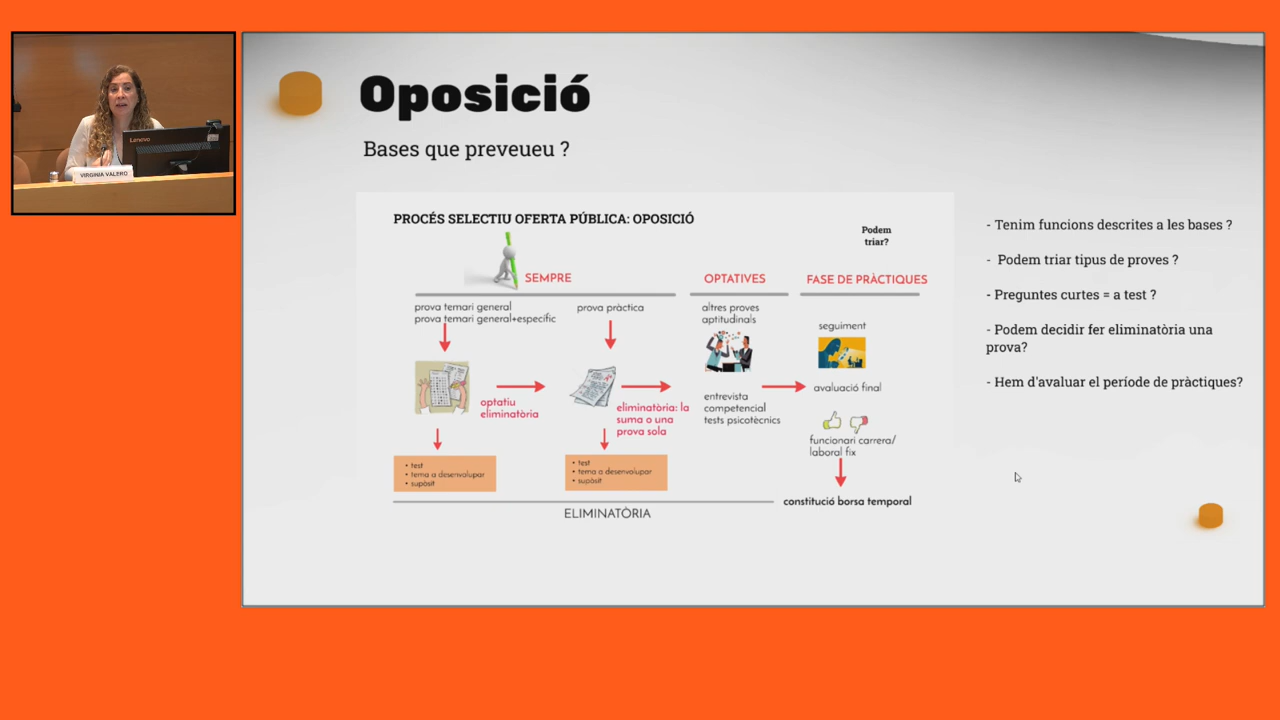 Lenovo
VIRGINIA VALERO
Oposició
Bases que preveueu ?
PROCÉS SELECTIU OFERTA PÚBLICA: OPOSICIÓ
Podem
triar?
SEMPRE
OPTATIVES
FASE DE PRÀCTIQUES
prova temari general
prova temari general+específic
prova pràctica
altres proves
aptitudinals
seguiment
optatiu
eliminatòria
eliminatòria: la
suma o una
prova sola
entrevista
competencial
tests psicotècnics
avaluació final
funcionari carrera/
laboral fix
• test
• tema a desenvolupar
• supòsit
• test
• tema a desenvolupar
• supòsit
constitució borsa temporal
ELIMINATÒRIA
- Tenim funcions descrites a les bases ?
- Podem triar tipus de proves ?
- Preguntes curtes = a test ?
- Podem decidir fer eliminatòria una
prova?
- Hem d'avaluar el període de pràctiques?